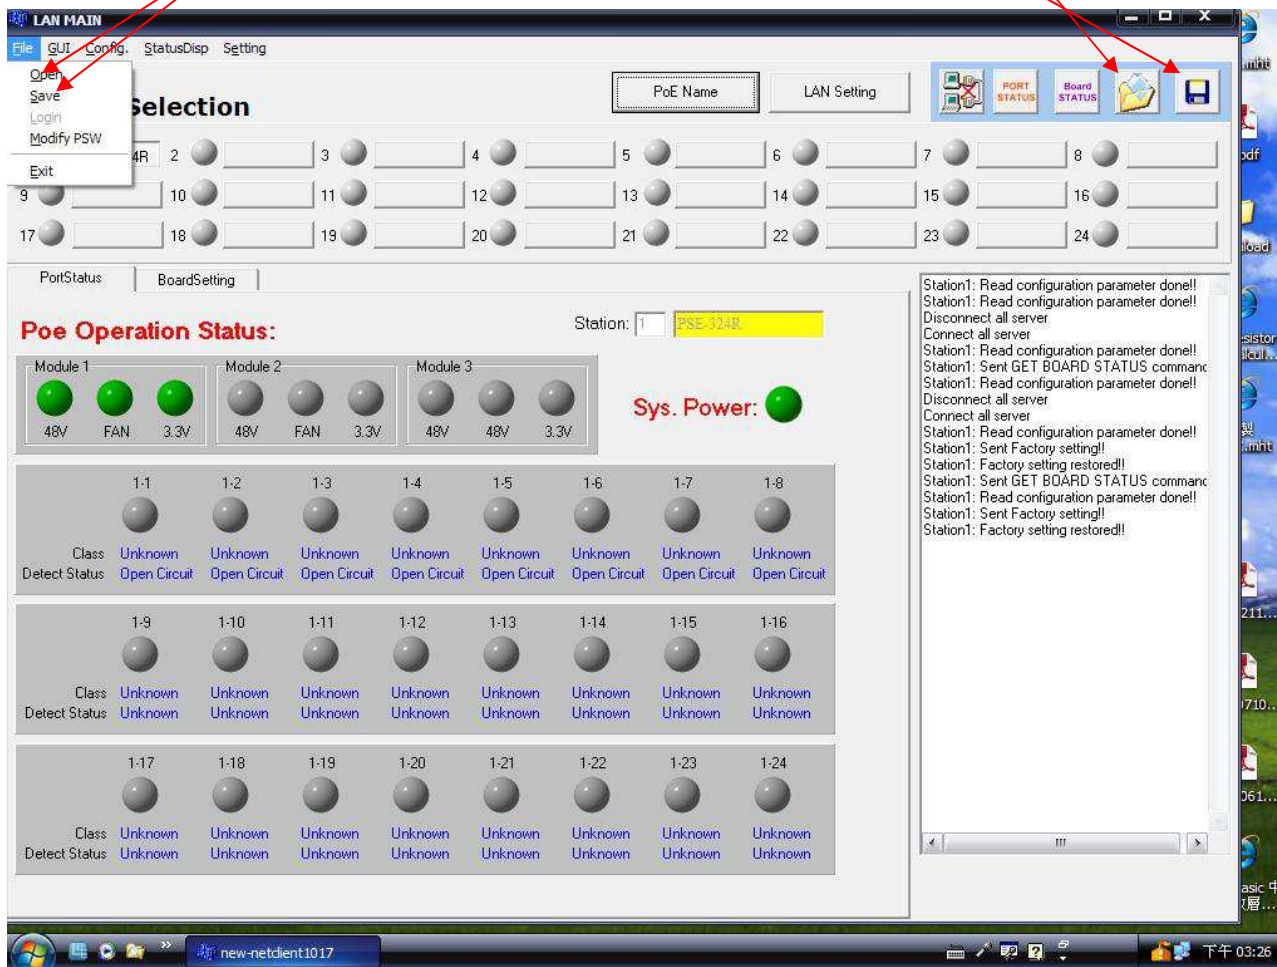 LAN MAIN
File GUI Config. StatusDisp Setting
Open
Save
Login
Modify PSW
Exit
Selection
PoE Name
LAN Setting
PORT STATUS
Board STATUS
4R 2 3 4 5 6 7 8
9 10 11 12 13 14 15 16
17 18 19 20 21 22 23 24
PortStatus BoardSetting
Poe Operation Status:
Station: 1 PSE-324R
Module 1 Module 2 Module 3
48V FAN 3.3V 48V FAN 3.3V 48V 48V 3.3V
Sys. Power:
1-1 1-2 1-3 1-4 1-5 1-6 1-7 1-8
Class Unknown Unknown Unknown Unknown Unknown Unknown Unknown Unknown
Detect Status Open Circuit Open Circuit Open Circuit Open Circuit Open Circuit Open Circuit Open Circuit Open Circuit
1-9 1-10 1-11 1-12 1-13 1-14 1-15 1-16
Class Unknown Unknown Unknown Unknown Unknown Unknown Unknown Unknown
Detect Status Unknown Unknown Unknown Unknown Unknown Unknown Unknown Unknown
1-17 1-18 1-19 1-20 1-21 1-22 1-23 1-24
Class Unknown Unknown Unknown Unknown Unknown Unknown Unknown Unknown
Detect Status Unknown Unknown Unknown Unknown Unknown Unknown Unknown Unknown
Station1: Read configuration parameter done!!
Station1: Read configuration parameter done!!
Disconnect all server
Connect all server
Station1: Read configuration parameter done!!
Station1: Sent GET BOARD STATUS command
Station1: Read configuration parameter done!!
Disconnect all server
Connect all server
Station1: Read configuration parameter done!!
Station1: Sent Factory setting!!
Station1: Factory setting restored!!
Station1: Sent GET BOARD STATUS command
Station1: Read configuration parameter done!!
Station1: Sent Factory setting!!
Station1: Factory setting restored!!
.mht
pdf
load
sistor
lcul...
製
.mht
211...
0710..
061...
asic 中
new-netclient1017
下午 03:26